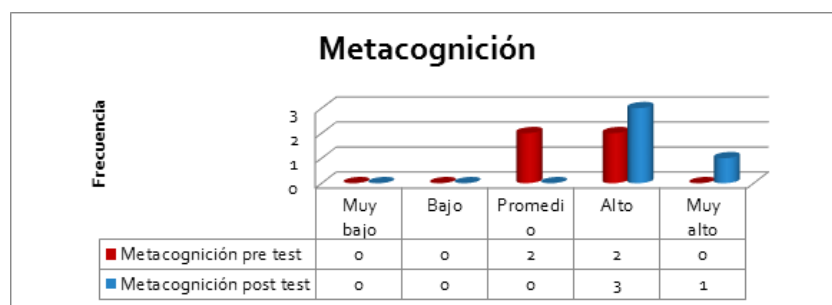 Metacognición
Frecuencia
3
2
1
0
Muy bajo
Bajo
Promedi
o
Alto
Muy alto
Metacognición pre test 0 0 2 2 0
Metacognición post test 0 0 0 3 1